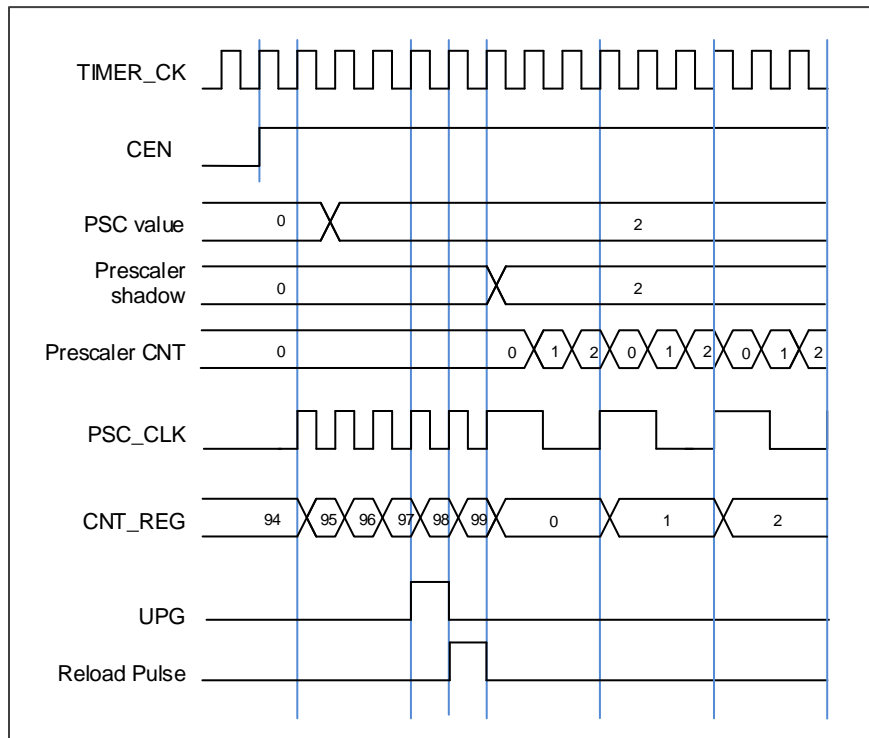 TIMER_CK
CEN
PSC value 0 2
Prescaler
shadow 0 2
Prescaler CNT 0 0 1 2 0 1 2 0 1 2
PSC_CLK
CNT_REG 94 95 96 97 98 99 0 1 2
UPG
Reload Pulse